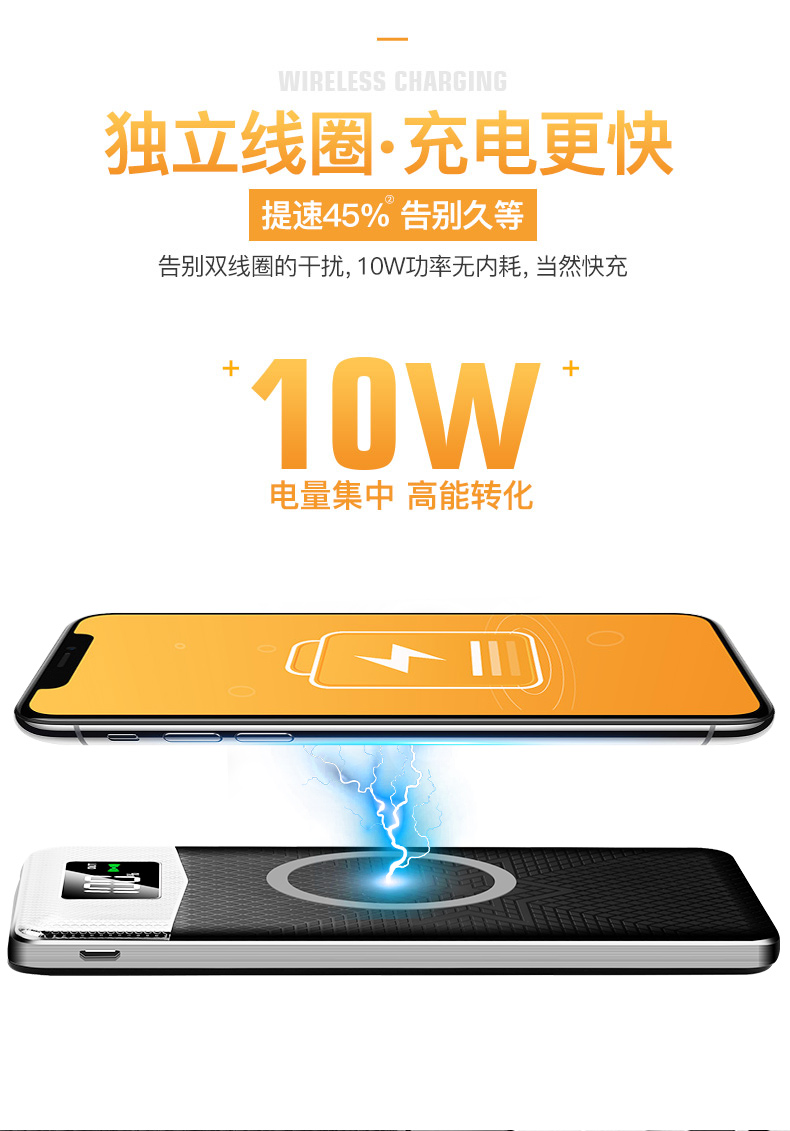 WIRELESS CHARGING
独立线圈·充电更快
提速45%② 告别久等
告别双线圈的干扰, 10W功率无内耗, 当然快充
+ 10W +
电量集中 高能转化